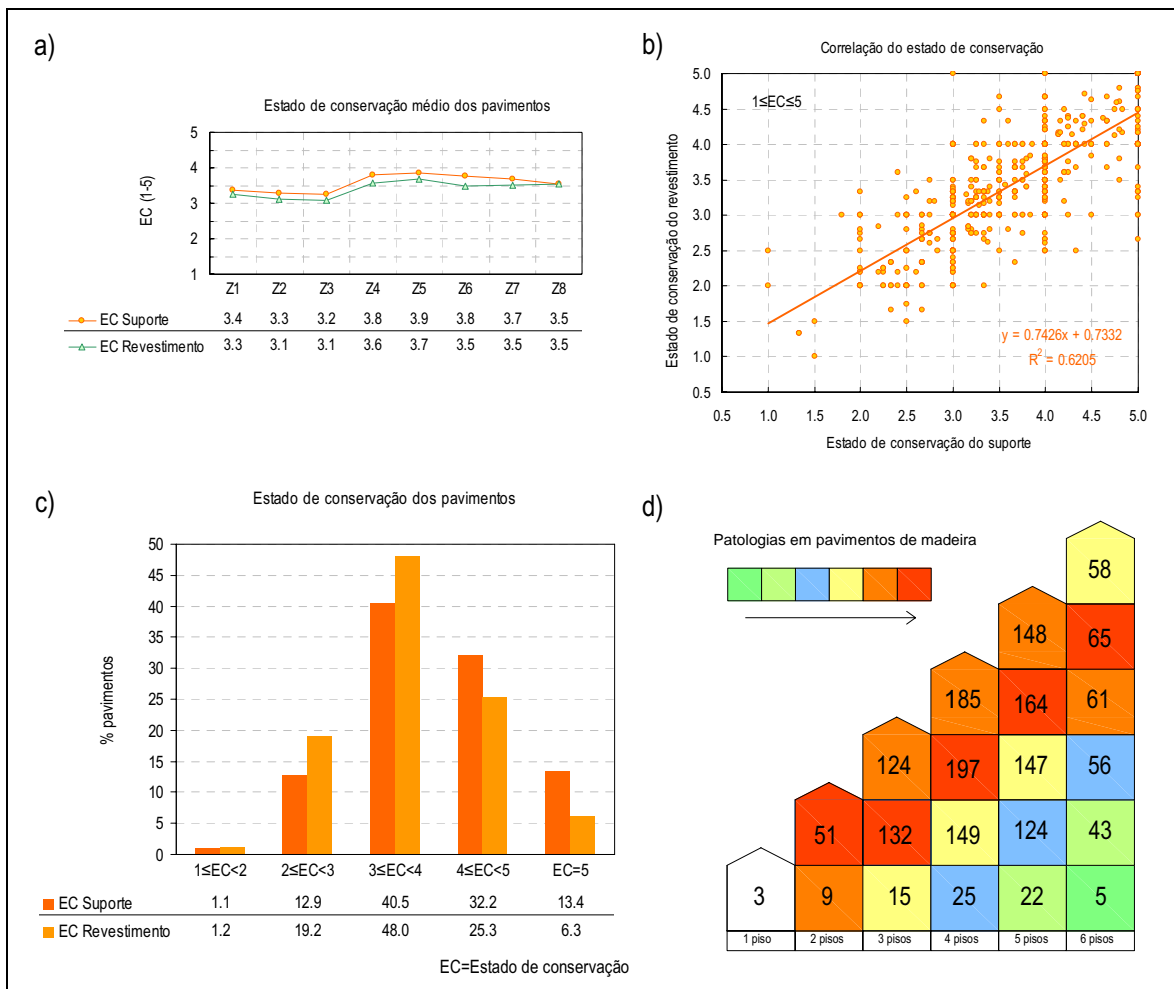 a)
Estado de conservação médio dos pavimentos
EC (1-5)
5
4
3
2
1
Z1 Z2 Z3 Z4 Z5 Z6 Z7 Z8
EC Suporte 3.4 3.3 3.2 3.8 3.9 3.8 3.7 3.5
EC Revestimento 3.3 3.1 3.1 3.6 3.7 3.5 3.5 3.5
b)
Correlação do estado de conservação
Estado de conservação do revestimento
5.0
4.5
4.0
3.5
3.0
2.5
2.0
1.5
1.0
0.5
1≤EC≤5
y = 0.7426x + 0.7332
R² = 0.6205
0.5 1.0 1.5 2.0 2.5 3.0 3.5 4.0 4.5 5.0
Estado de conservação do suporte
c)
Estado de conservação dos pavimentos
% pavimentos
50
45
40
35
30
25
20
15
10
5
0
1≤EC<2 2≤EC<3 3≤EC<4 4≤EC<5 EC=5
EC Suporte 1.1 12.9 40.5 32.2 13.4
EC Revestimento 1.2 19.2 48.0 25.3 6.3
EC=Estado de conservação
d)
Patologias em pavimentos de madeira
58
148 65
185 164 61
124 197 147 56
51 132 149 124 43
3 9 15 25 22 5
1 piso 2 pisos 3 pisos 4 pisos 5 pisos 6 pisos